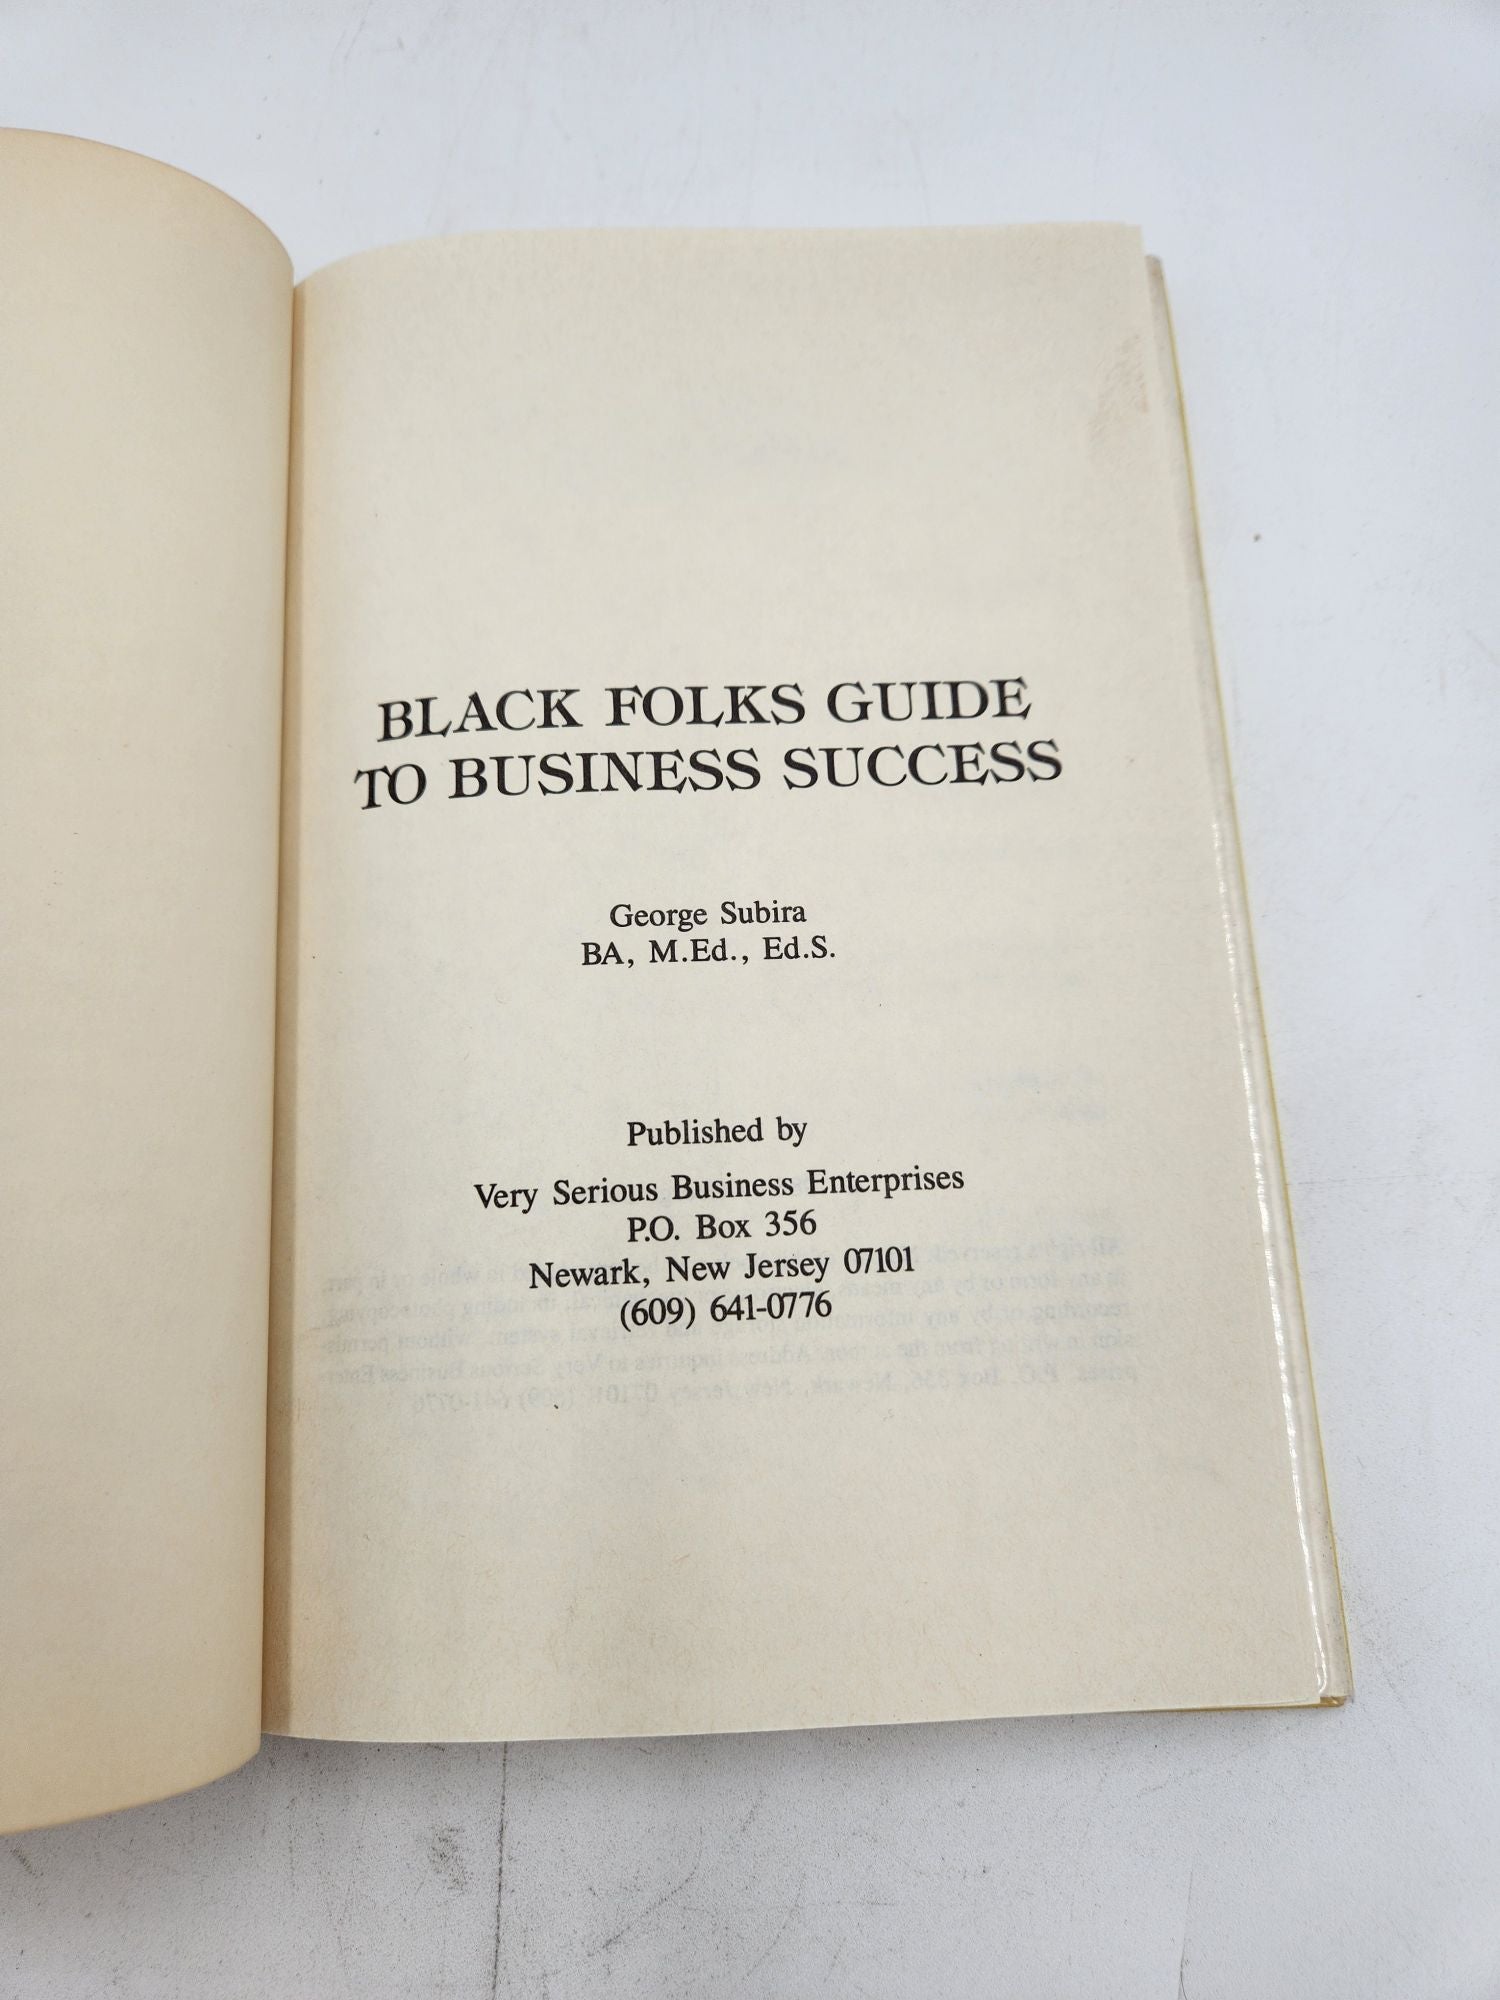 BLACK FOLKS GUIDE
TO BUSINESS SUCCESS
George Subira
BA, M.Ed., Ed.S.
Published by
Very Serious Business Enterprises
P.O. Box 356
Newark, New Jersey 07101
(609) 641-0776